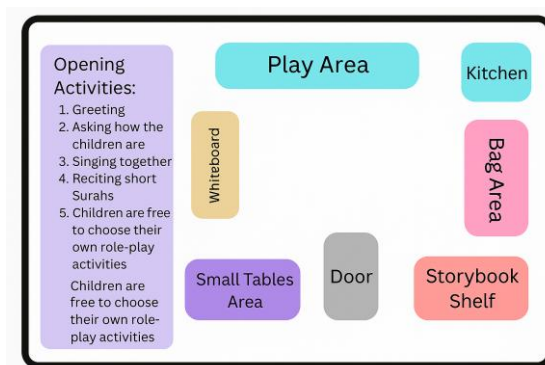 Opening
Activities:
1. Greeting
2. Asking how the
children are
3. Singing together
4. Reciting short
Surahs
5. Children are free
to choose their
own role-play
activities
Children are
free to choose
their own role-
play activities
Play Area
Kitchen
Whiteboard
Bag Area
Small Tables
Area
Door
Storybook
Shelf